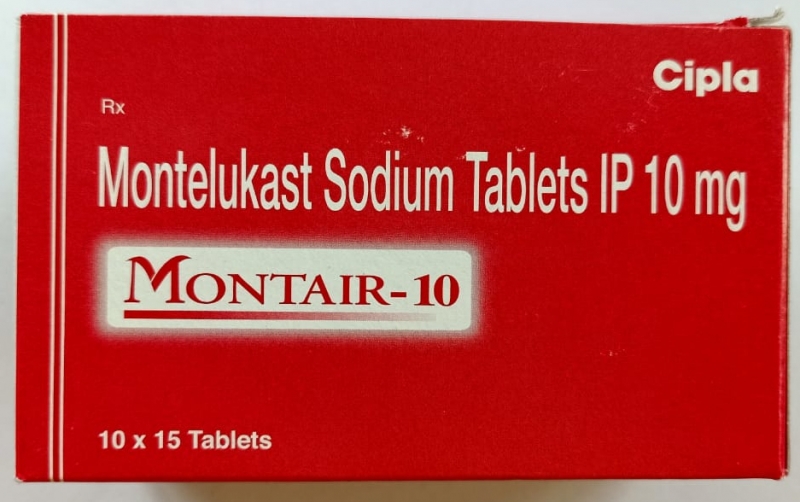 Cipla
Rx
Montelukast Sodium Tablets IP 10 mg
MONTAIR-10
10 x 15 Tablets